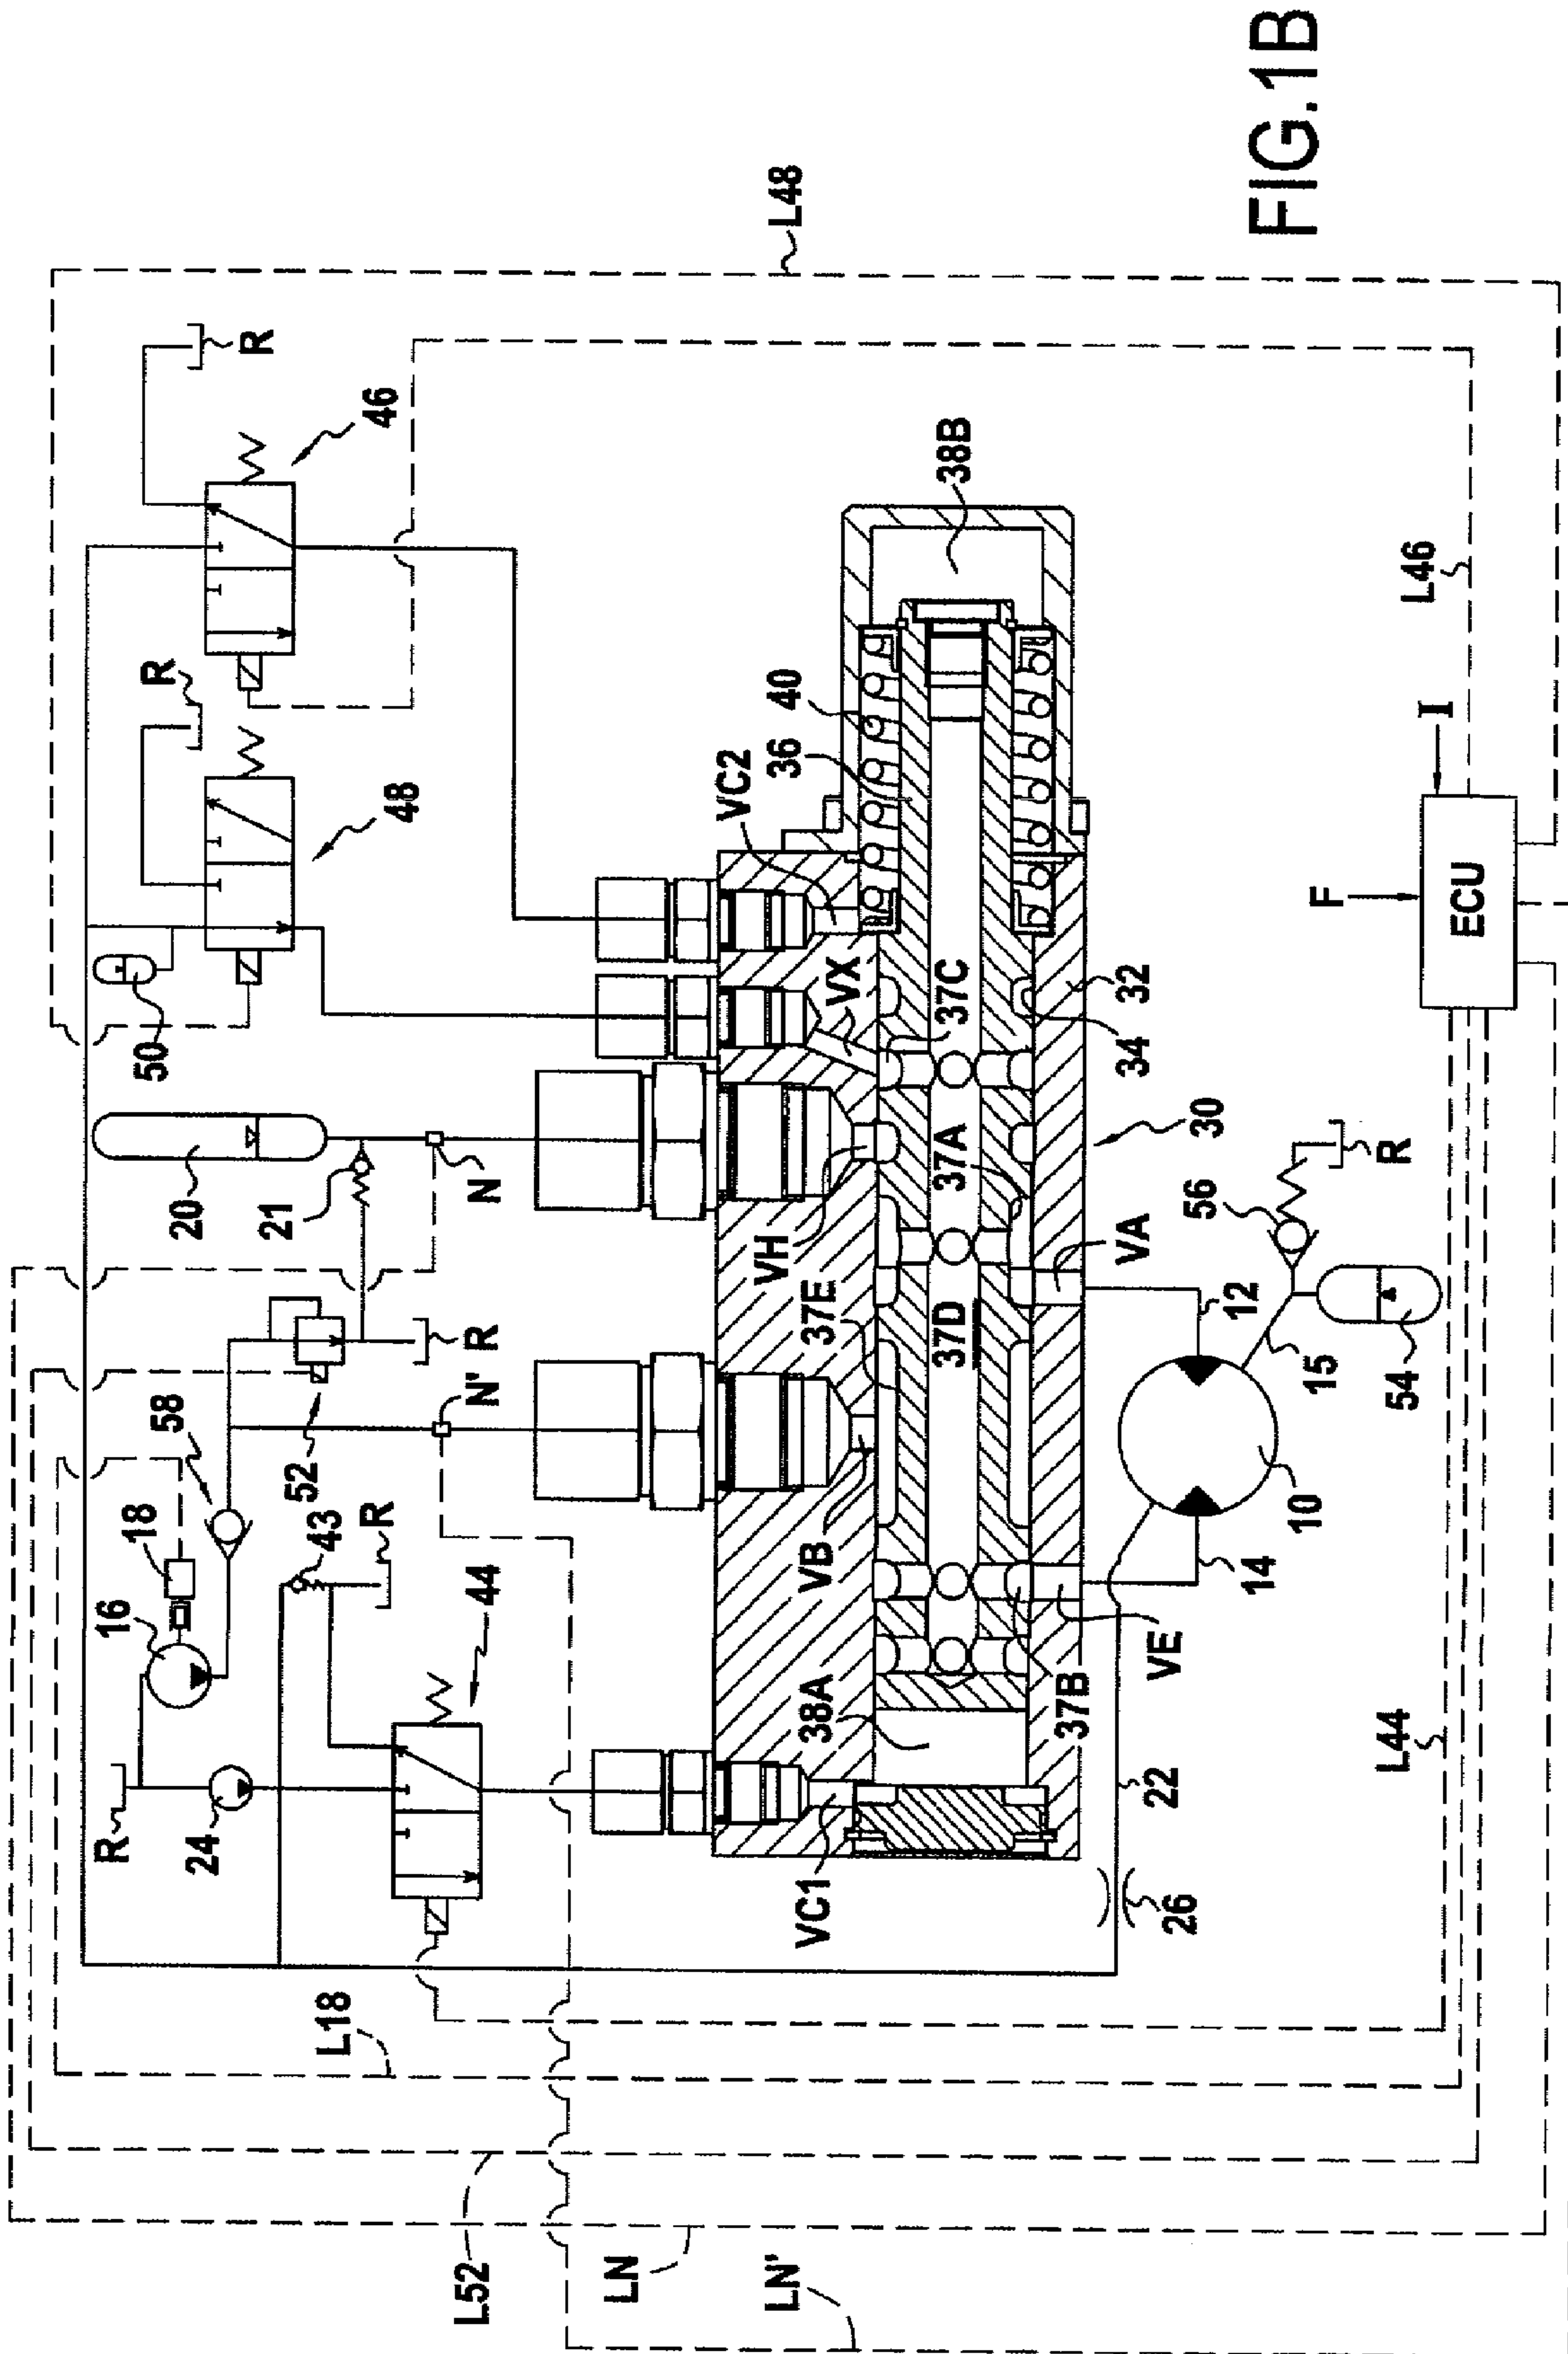 FIG.1B
L48
R
46
R
48
38B
L46
I
F
ECU
40
36
VC2
VX
37C
32
34
50
20
21
N
VH
37A
30
56
R
VA
37E
37D
12
15
54
58
52
N'
R
18
16
43
R
44
VB
10
14
VE
37B
38A
R
24
VC1
22
26
L44
L18
L52
LN
LN'